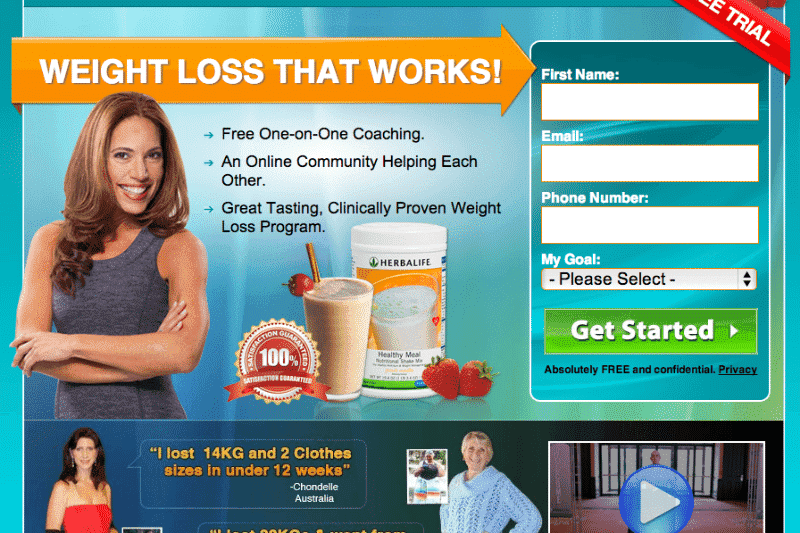 EE TRIAL
WEIGHT LOSS THAT WORKS!
Free One-on-One Coaching.
An Online Community Helping Each
Other.
Great Tasting, Clinically Proven Weight
Loss Program.
HERBALIFE
Healthy Meal
Nutritional Shake Mix
SATISFACTION GUARANTEED
100%
SATISFACTION GUARANTEED
First Name:
Email:
Phone Number:
My Goal:
- Please Select -
Get Started
Absolutely FREE and confidential. Privacy
“I lost 14KG and 2 Clothes
sizes in under 12 weeks”
-Chondelle
Australia